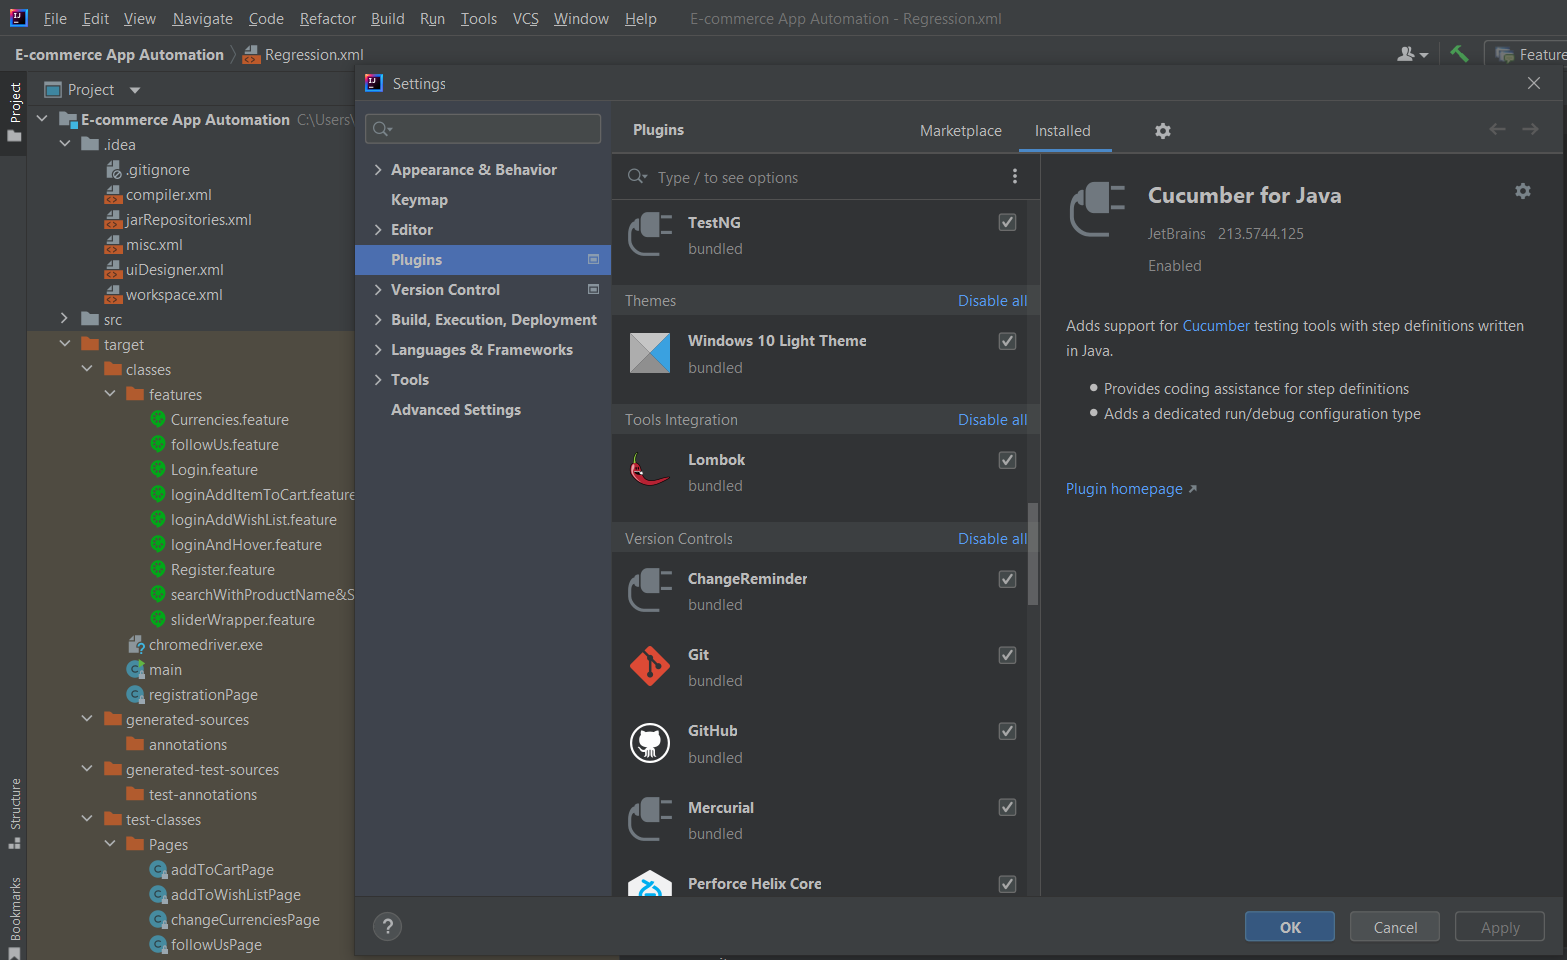 File Edit View Navigate Code Refactor Build Run Tools VCS Window Help E-commerce App Automation - Regression.xml
E-commerce App Automation Regression.xml
Feature
Project
Structure
Bookmarks
Project
E-commerce App Automation C:\Users\
.idea
.gitignore
compiler.xml
jarRepositories.xml
misc.xml
uiDesigner.xml
workspace.xml
src
target
classes
features
Currencies.feature
followUs.feature
Login.feature
loginAddItemToCart.feature
loginAddWishList.feature
loginAndHover.feature
Register.feature
searchWithProductName&S
sliderWrapper.feature
chromedriver.exe
main
registrationPage
generated-sources
annotations
generated-test-sources
test-annotations
test-classes
Pages
addToCartPage
addToWishListPage
changeCurrenciesPage
followUsPage
Settings
Appearance & Behavior
Keymap
Editor
Plugins
Version Control
Build, Execution, Deployment
Languages & Frameworks
Tools
Advanced Settings
Plugins Marketplace Installed
Type / to see options
TestNG
bundled
Themes Disable all
Windows 10 Light Theme
bundled
Tools Integration Disable all
Lombok
bundled
Version Controls Disable all
ChangeReminder
bundled
Git
bundled
GitHub
bundled
Mercurial
bundled
Perforce Helix Core
Cucumber for Java
JetBrains 213.5744.125
Enabled
Adds support for Cucumber testing tools with step definitions written
in Java.
Provides coding assistance for step definitions
Adds a dedicated run/debug configuration type
Plugin homepage
? OK Cancel Apply